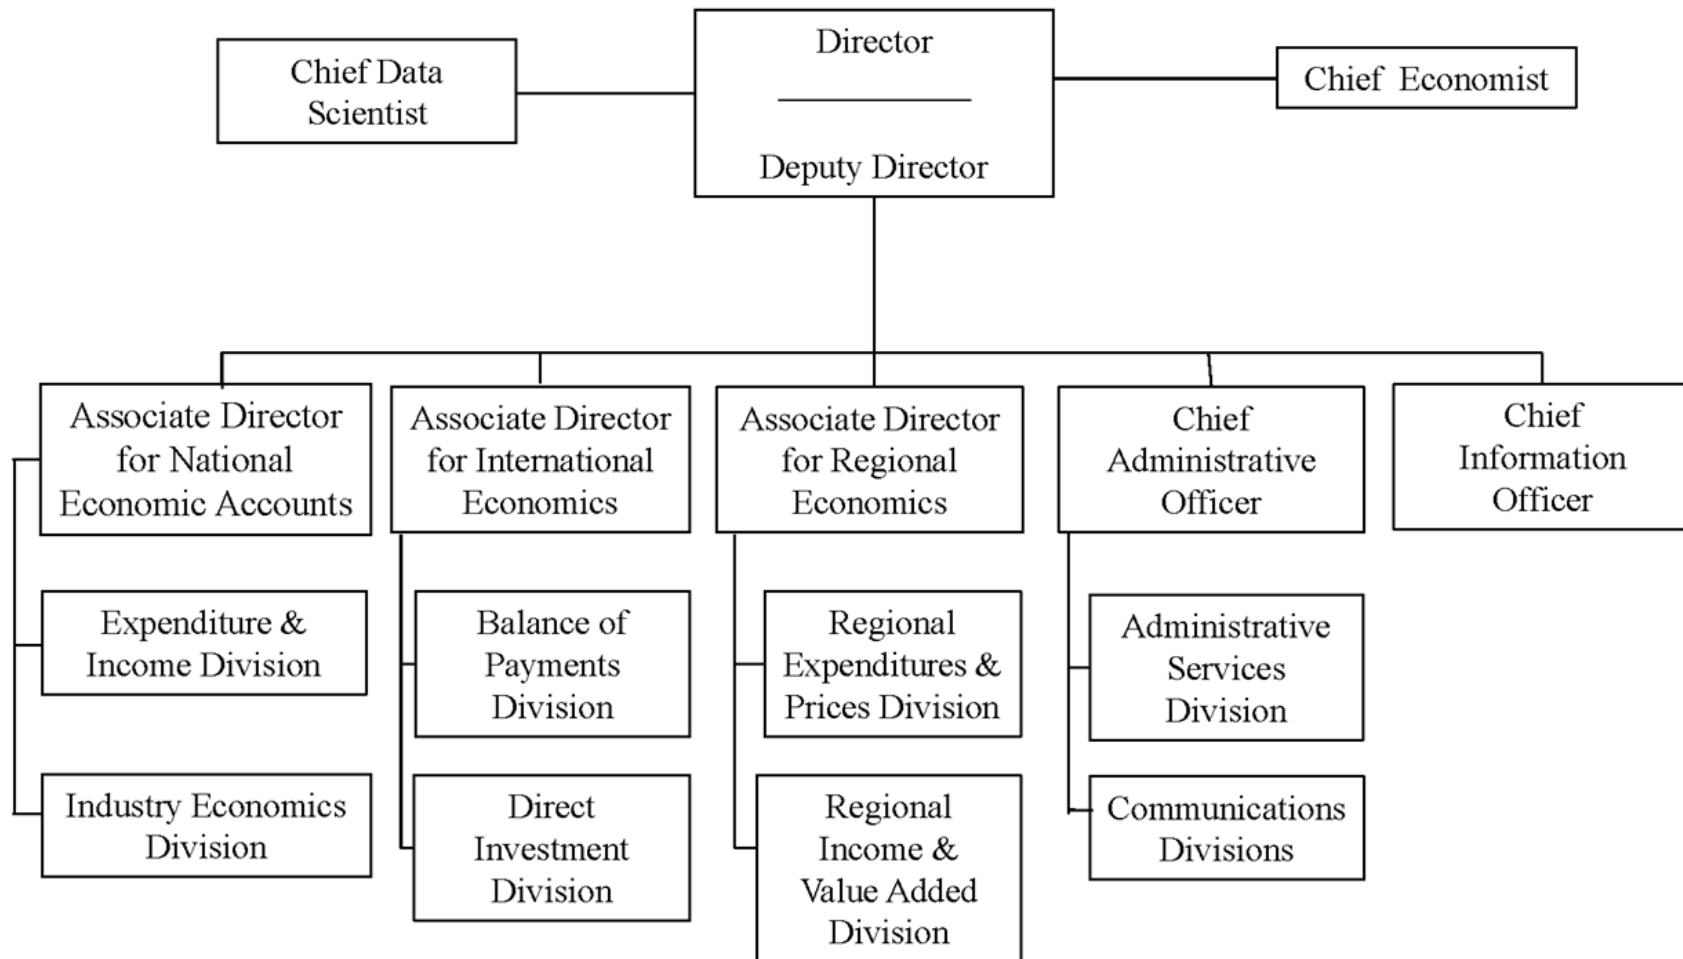 Director
Deputy Director
Chief Data
Scientist
Chief  Economist
Associate Director
for National
Economic Accounts
Associate Director
for International
Economics
Associate Director
for Regional
Economics
Chief
Administrative
Officer
Chief
Information
Officer
Expenditure &
Income Division
Balance of
Payments
Division
Regional
Expenditures &
Prices Division
Administrative
Services
Division
Industry Economics
Division
Direct
Investment
Division
Regional
Income &
Value Added
Division
Communications
Divisions